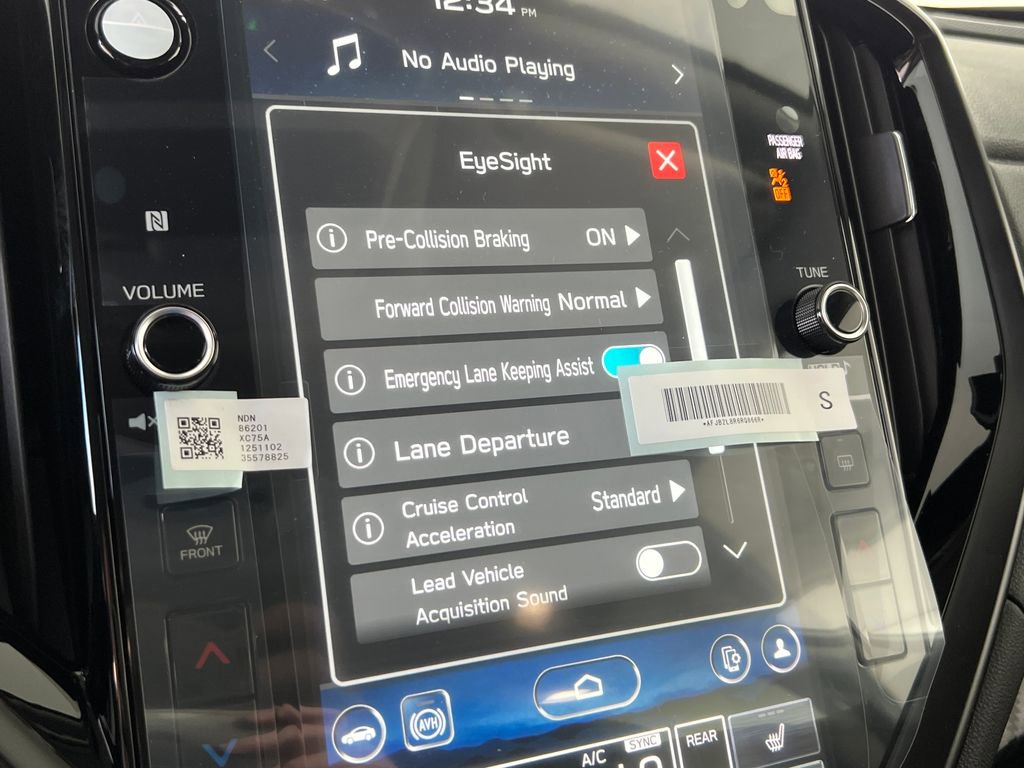 12:34 PM
No Audio Playing
EyeSight
PASSENGER
AIR BAG
OFF
Pre-Collision Braking ON
VOLUME
TUNE
Forward Collision Warning Normal
Emergency Lane Keeping Assist
*AFJBZL8R6RQ866R*
S
NDN
86201
XC75A
1251102
35578825
Lane Departure
Cruise Control
Acceleration
Standard
FRONT
Lead Vehicle
Acquisition Sound
AVH
A/C
SYNC
REAR